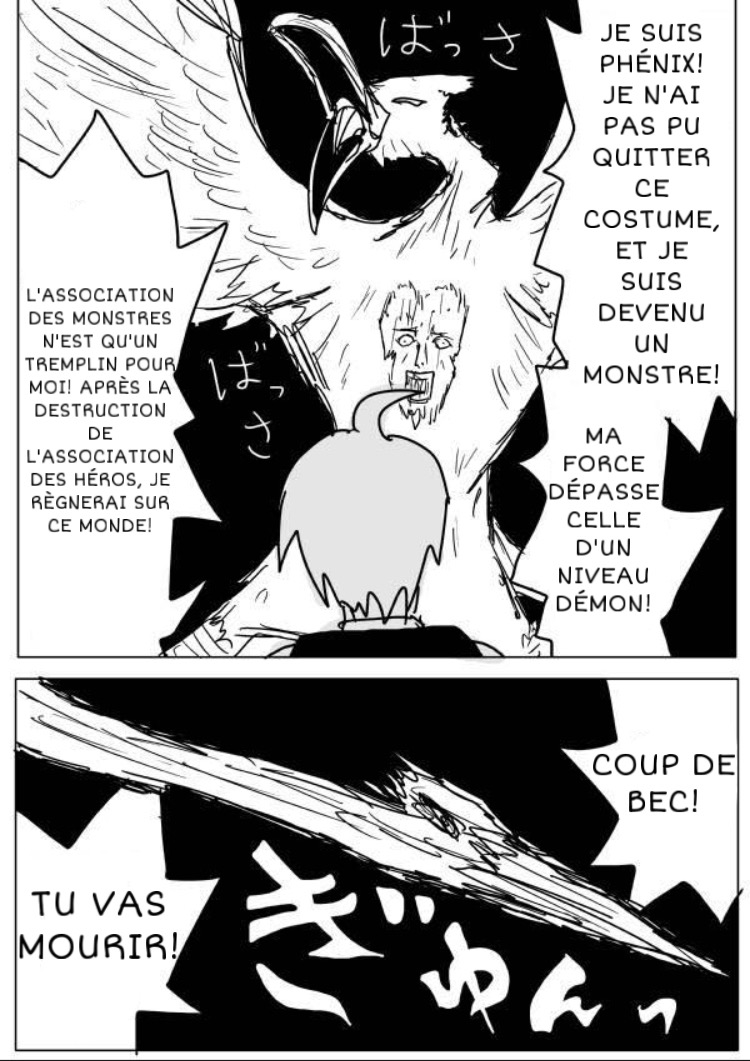 JE SUIS
PHÉNIX!
JE N'AI
PAS PU
QUITTER
CE
COSTUME,
ET JE
SUIS
DEVENU
UN
MONSTRE!
MA
FORCE
DÉPASSE
CELLE
D'UN
NIVEAU
DÉMON!
ばっさ
L'ASSOCIATION
DES MONSTRES
N'EST QU'UN
TREMPLIN POUR
MOI! APRÈS LA
DESTRUCTION
DE
L'ASSOCIATION
DES HÉROS, JE
RÈGNERAI SUR
CE MONDE!
ばっさ
COUP DE
BEC!
TU VAS
MOURIR!
ぎゅんっ